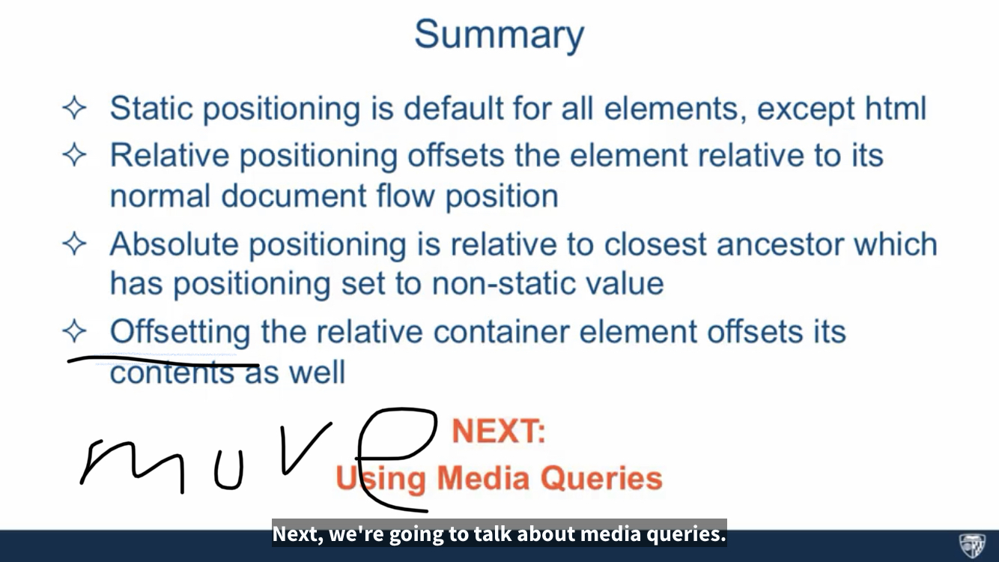 Summary
✧ Static positioning is default for all elements, except html
✧ Relative positioning offsets the element relative to its
normal document flow position
✧ Absolute positioning is relative to closest ancestor which
has positioning set to non-static value
✧ Offsetting the relative container element offsets its
contents as well
move
NEXT:
Using Media Queries
Next, we're going to talk about media queries.